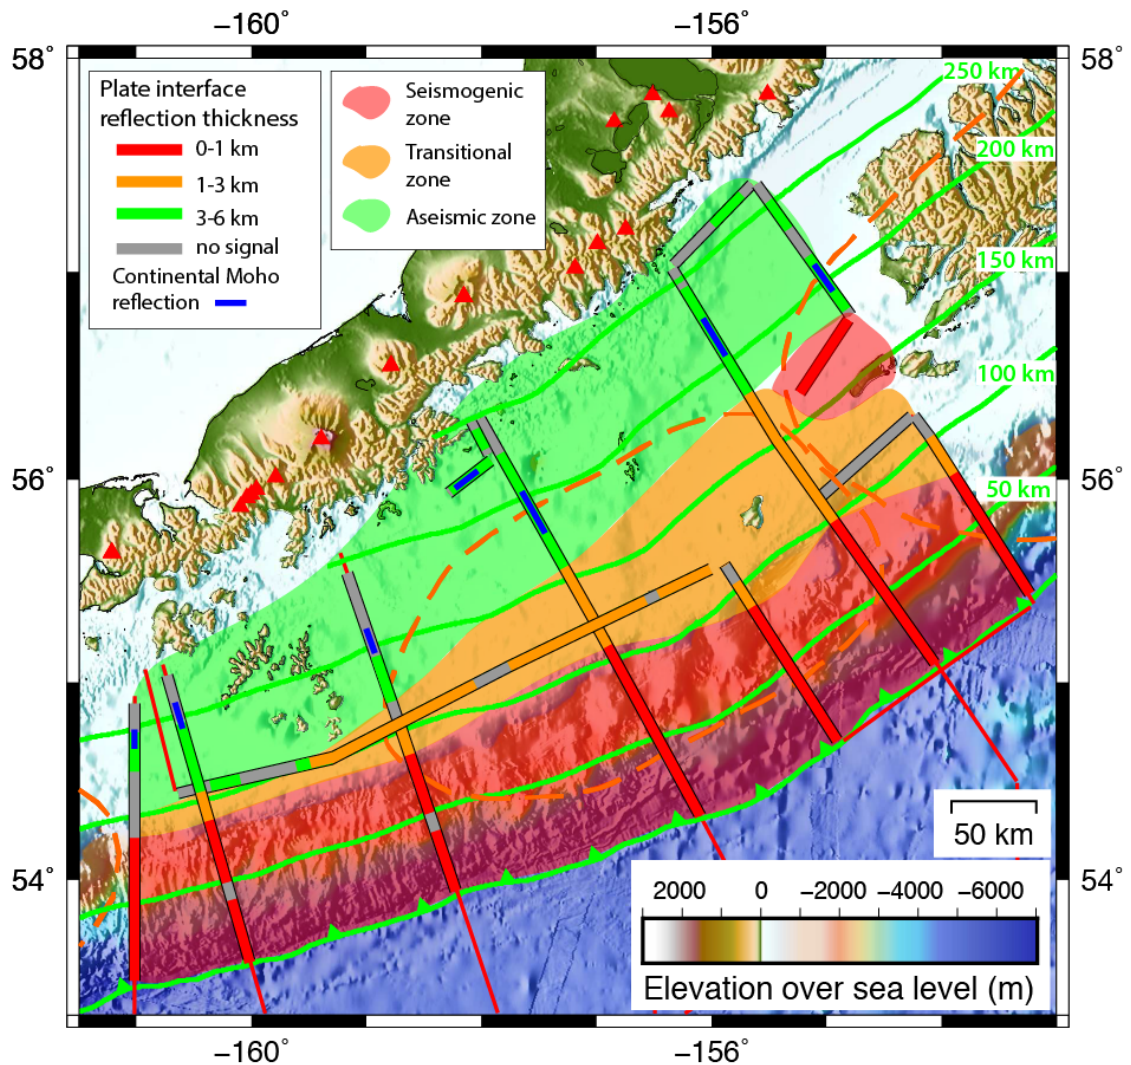 −160˚
−156˚
58˚
58˚
Plate interface
reflection thickness
0-1 km
1-3 km
3-6 km
no signal
Continental Moho
reflection
Seismogenic
zone
Transitional
zone
Aseismic zone
250 km
200 km
150 km
100 km
50 km
56˚
56˚
54˚
54˚
50 km
2000
0
−2000
−4000
−6000
Elevation over sea level (m)
−160˚
−156˚